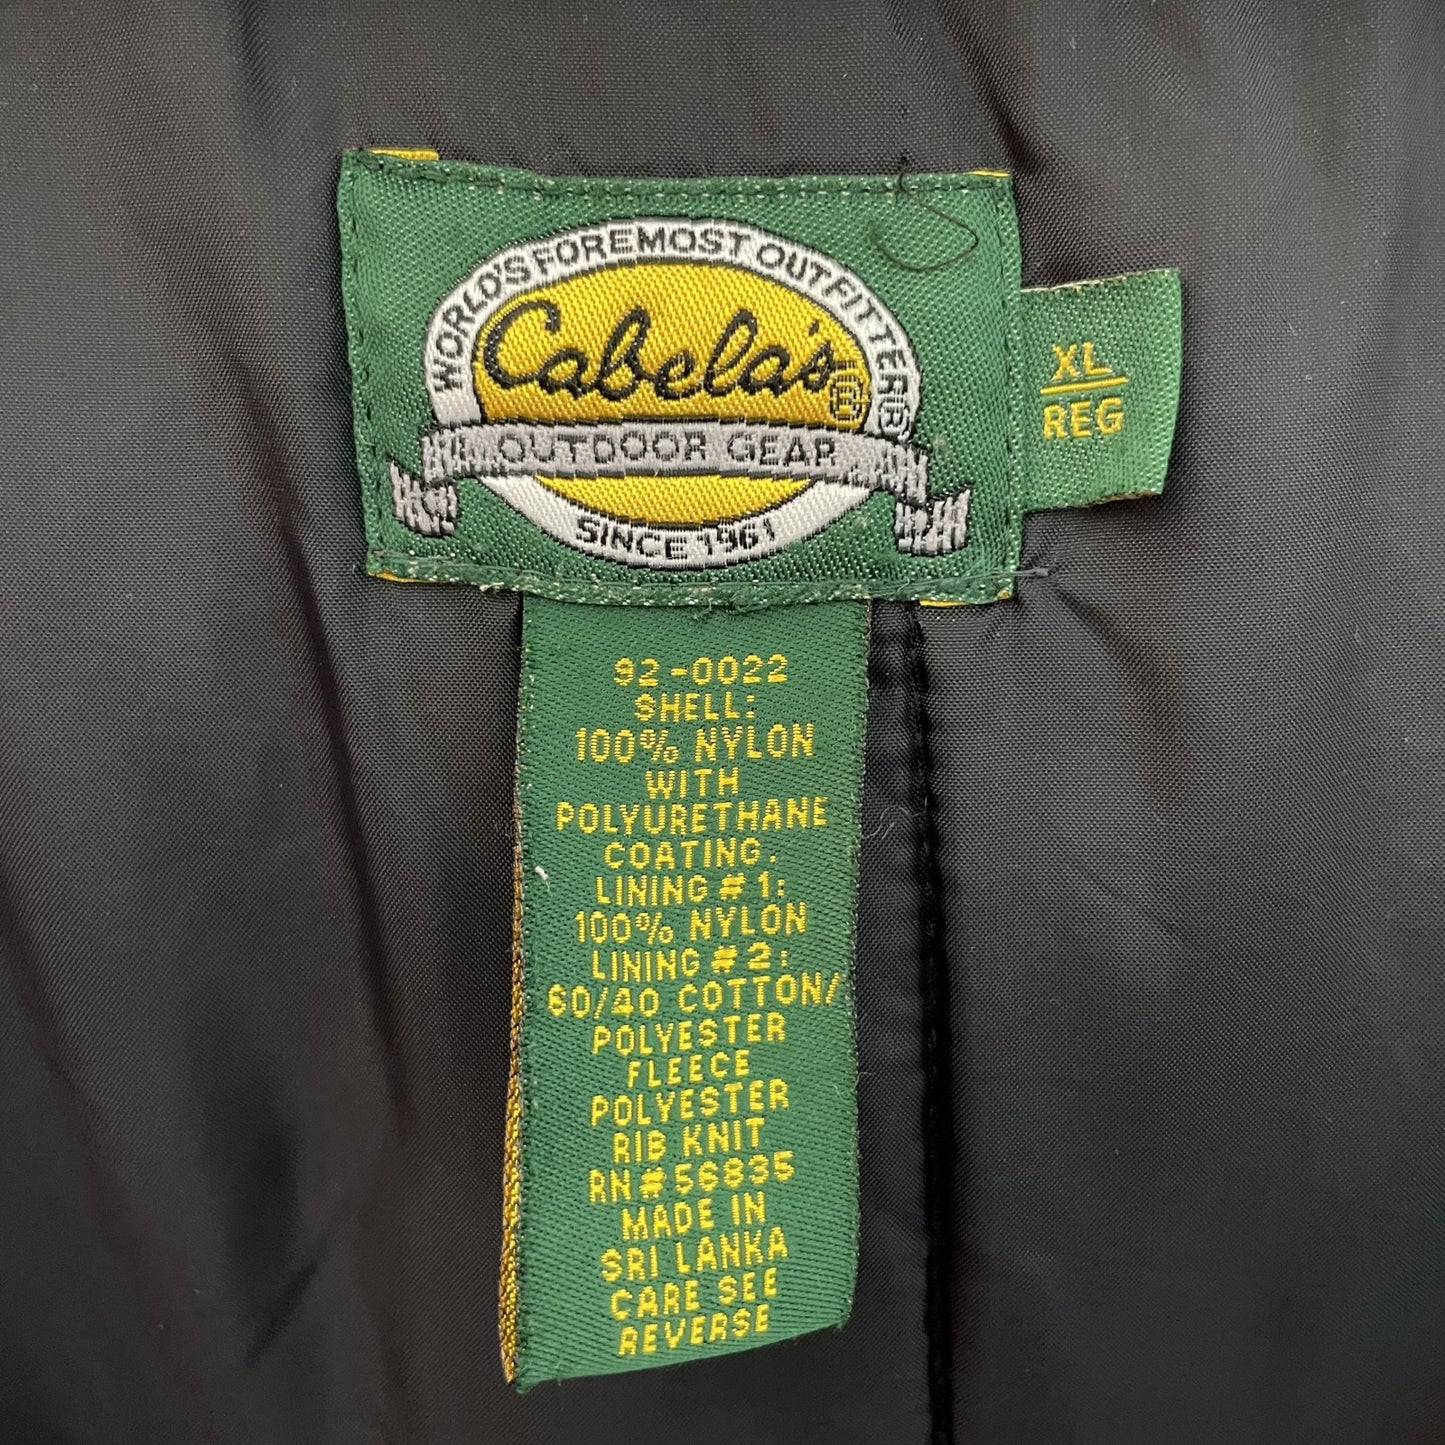 WORLD'S FOREMOST OUTFITTER®
Cabela's®
OUTDOOR GEAR
SINCE 1961
XL
REG
92-0022
SHELL:
100% NYLON
WITH
POLYURETHANE
COATING.
LINING #1:
100% NYLON
LINING #2:
60/40 COTTON/
POLYESTER
FLEECE
POLYESTER
RIB KNIT
RN#56835
MADE IN
SRI LANKA
CARE SEE
REVERSE